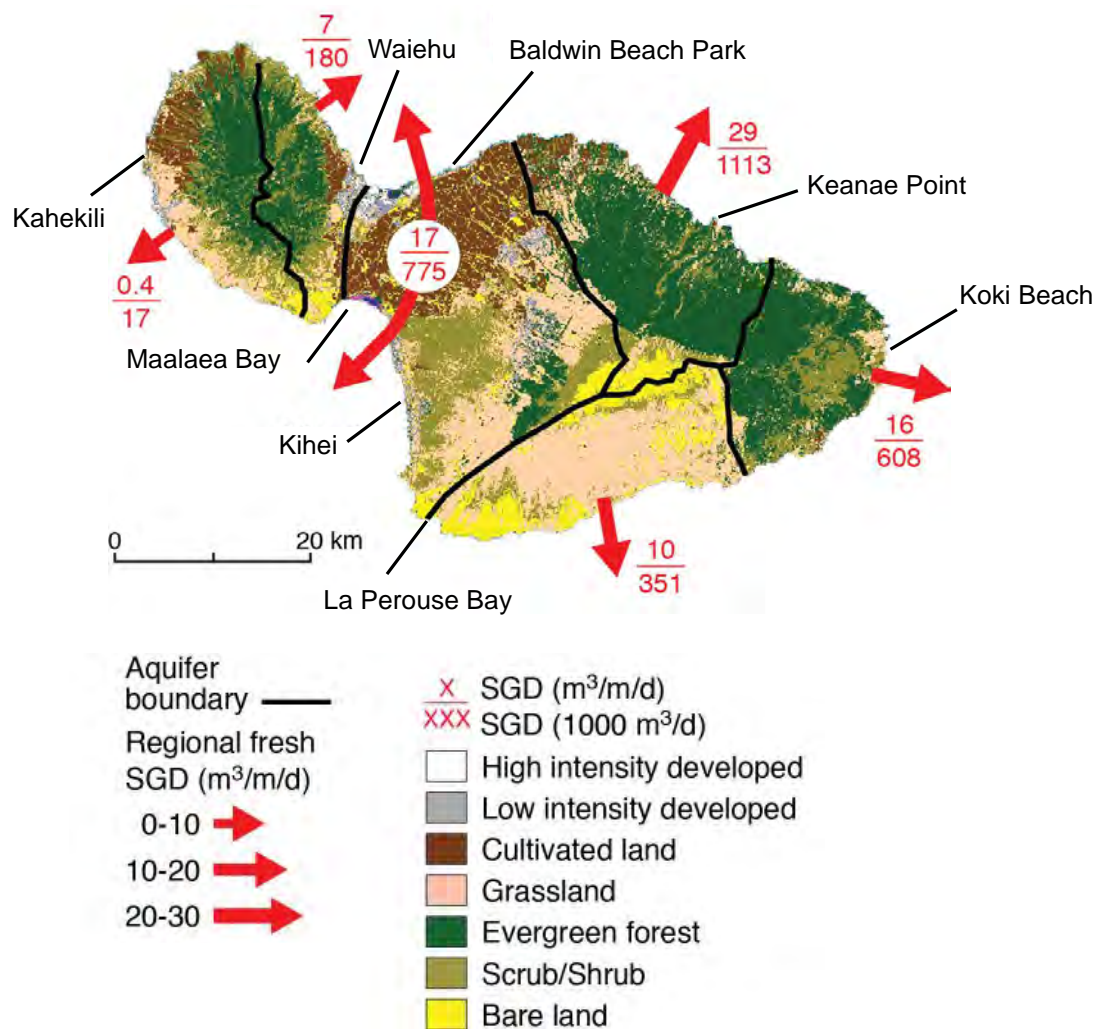 7
180
Waiehu
Baldwin Beach Park
29
1113
Keanae Point
Kahekili
17
775
0.4
17
Koki Beach
Maalaea Bay
Kihei
16
608
0
20 km
10
351
La Perouse Bay
Aquifer
boundary
Regional fresh
SGD (m³/m/d)
0-10
10-20
20-30
X SGD (m³/m/d)
XXX SGD (1000 m³/d)
High intensity developed
Low intensity developed
Cultivated land
Grassland
Evergreen forest
Scrub/Shrub
Bare land